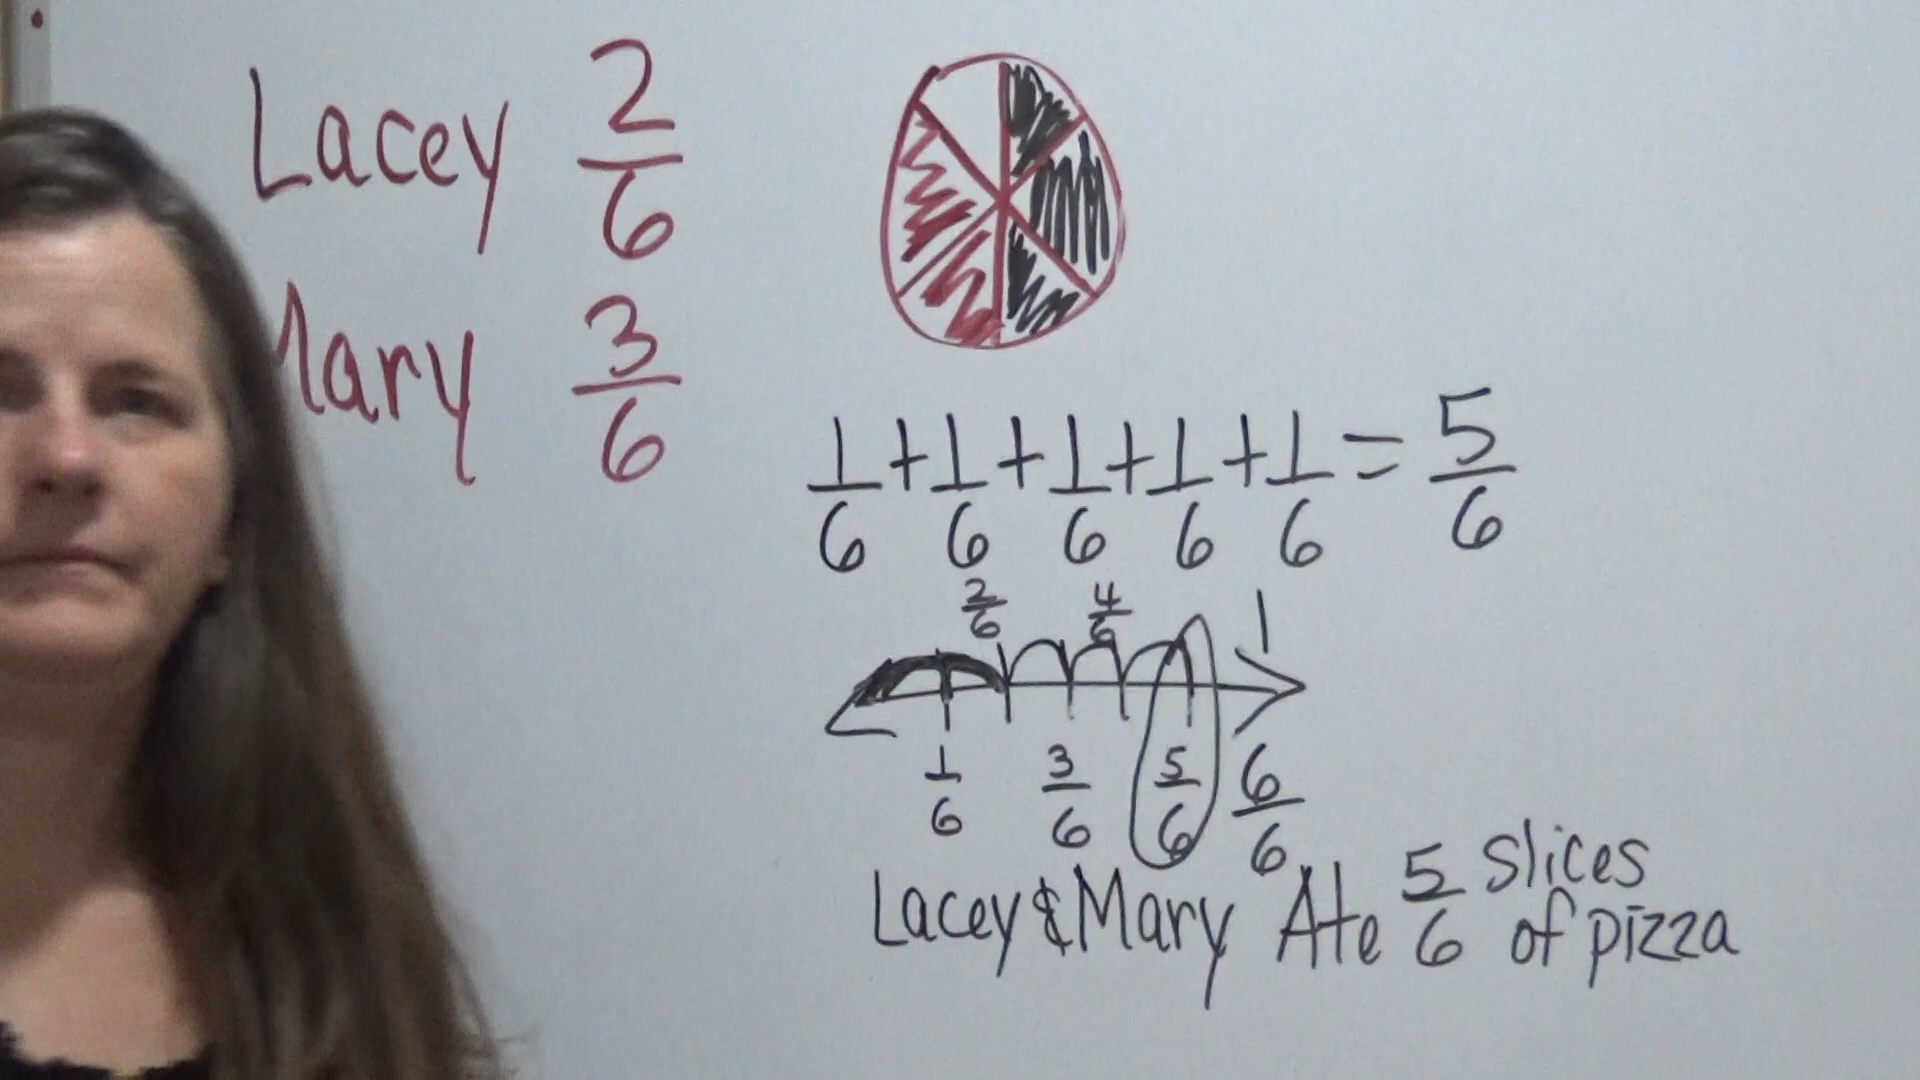 Lacey 2/6
Mary 3/6
1/6 + 1/6 + 1/6 + 1/6 + 1/6 = 5/6
2/6 4/6 1
1/6 3/6 5/6 6/6
Lacey & Mary Ate 5/6 slices
of pizza